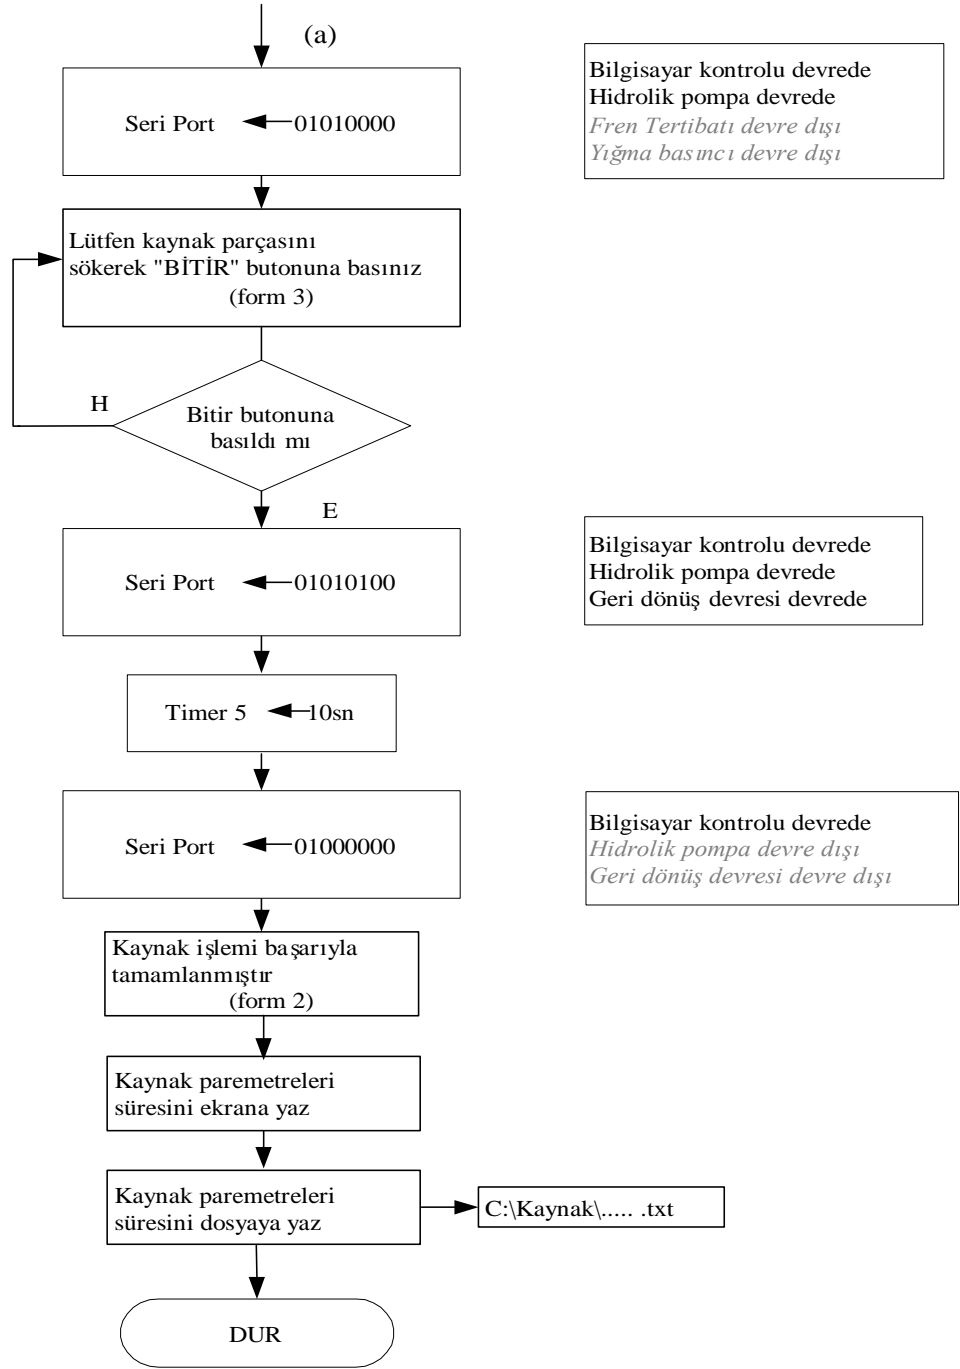 (a)
Seri Port 01010000
Bilgisayar kontrolu devrede
Hidrolik pompa devrede
Fren Tertibatı devre dışı
Yığma basıncı devre dışı
Lütfen kaynak parçasını
sökerek "BİTİR" butonuna basınız
(form 3)
H
Bitir butonuna
basıldı mı
E
Seri Port 01010100
Bilgisayar kontrolu devrede
Hidrolik pompa devrede
Geri dönüş devresi devrede
Timer 5 10sn
Seri Port 01000000
Bilgisayar kontrolu devrede
Hidrolik pompa devre dışı
Geri dönüş devresi devre dışı
Kaynak işlemi başarıyla
tamamlanmıştır
(form 2)
Kaynak paremetreleri
süresini ekrana yaz
Kaynak paremetreleri
süresini dosyaya yaz
C:\Kaynak\..... .txt
DUR